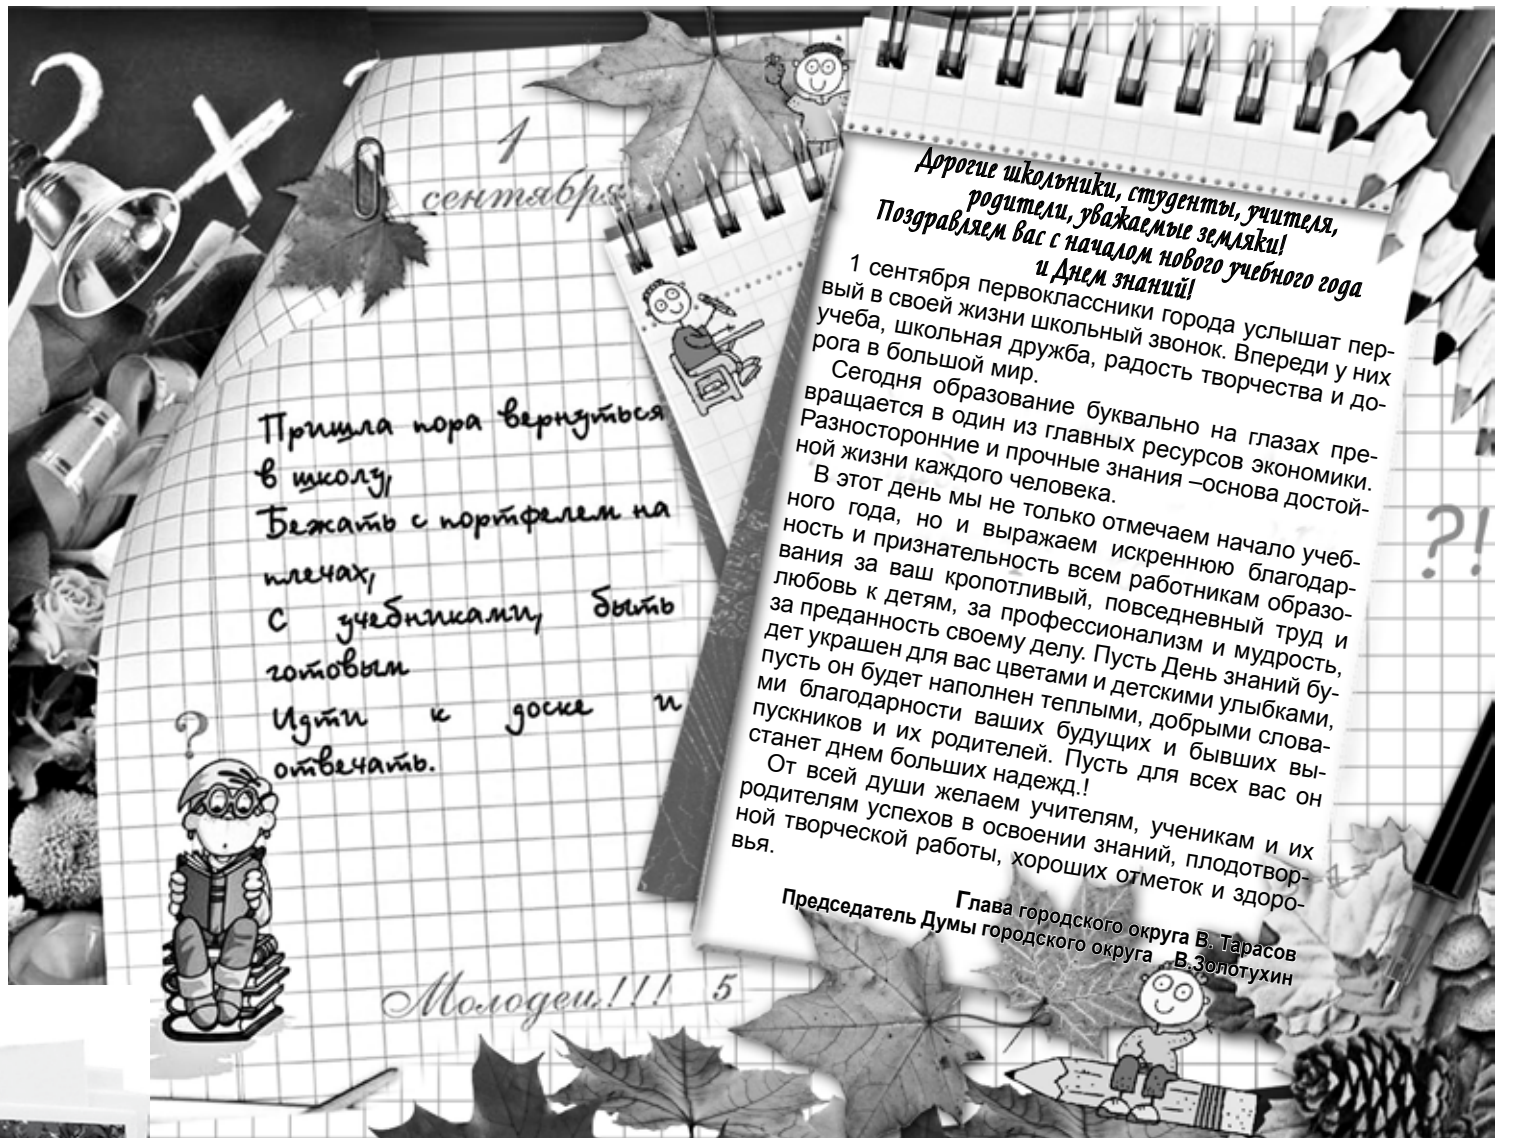 2 x
1
сентября
Пришла пора вернуться
в школу,
Бежать с портфелем на
плечах,
С учебниками, быть
готовым
Идти к доске и
отвечать.
?
Молодец!!! 5
Дорогие школьники, студенты, учителя,
родители, уважаемые земляки!
Поздравляем вас с началом нового учебного года
и Днем знаний!
1 сентября первоклассники города услышат пер-
вый в своей жизни школьный звонок. Впереди у них
учеба, школьная дружба, радость творчества и до-
рога в большой мир.
Сегодня образование буквально на глазах пре-
вращается в один из главных ресурсов экономики.
Разносторонние и прочные знания –основа достой-
ной жизни каждого человека.
В этот день мы не только отмечаем начало учеб-
ного года, но и выражаем искреннюю благодар-
ность и признательность всем работникам образо-
вания за ваш кропотливый, повседневный труд и
любовь к детям, за профессионализм и мудрость,
за преданность своему делу. Пусть День знаний бу-
дет украшен для вас цветами и детскими улыбками,
пусть он будет наполнен теплыми, добрыми слова-
ми благодарности ваших будущих и бывших вы-
пускников и их родителей. Пусть для всех вас он
станет днем больших надежд.!
От всей души желаем учителям, ученикам и их
родителям успехов в освоении знаний, плодотвор-
ной творческой работы, хороших отметок и здоро-
вья.
Глава городского округа В. Тарасов
Председатель Думы городского округа В.Золотухин
?!